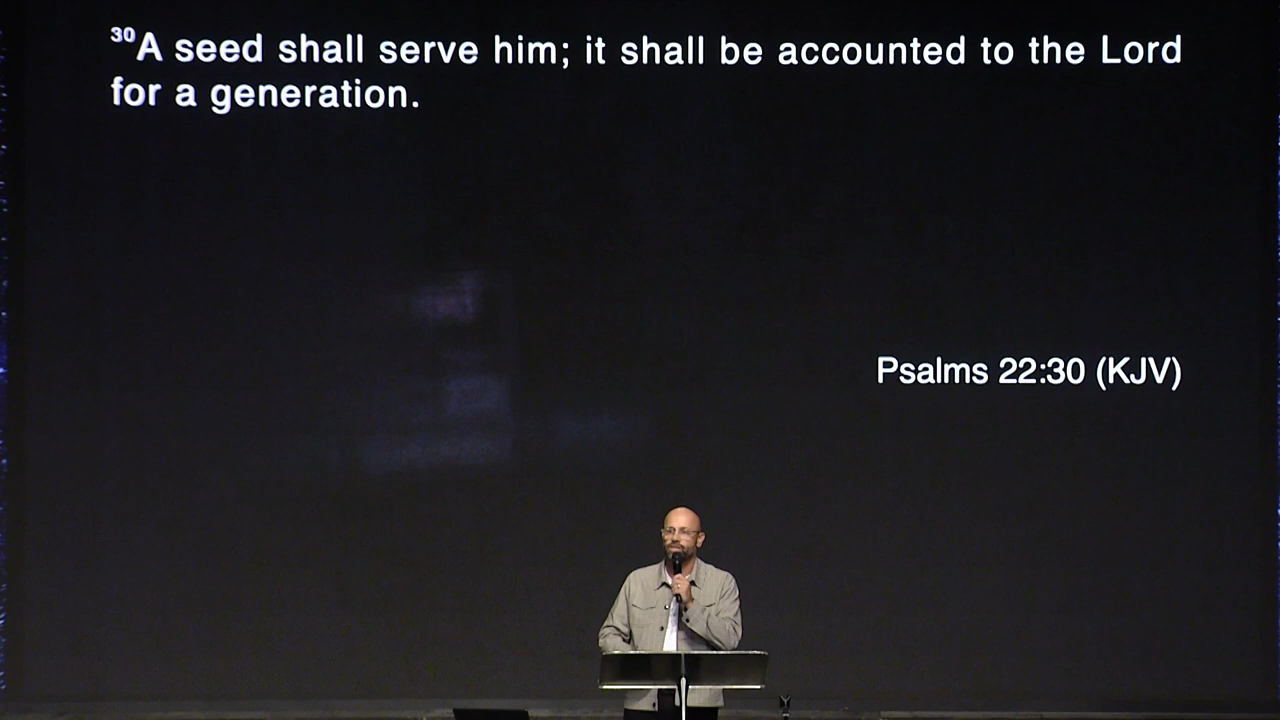 30A seed shall serve him; it shall be accounted to the Lord
for a generation.
Psalms 22:30 (KJV)